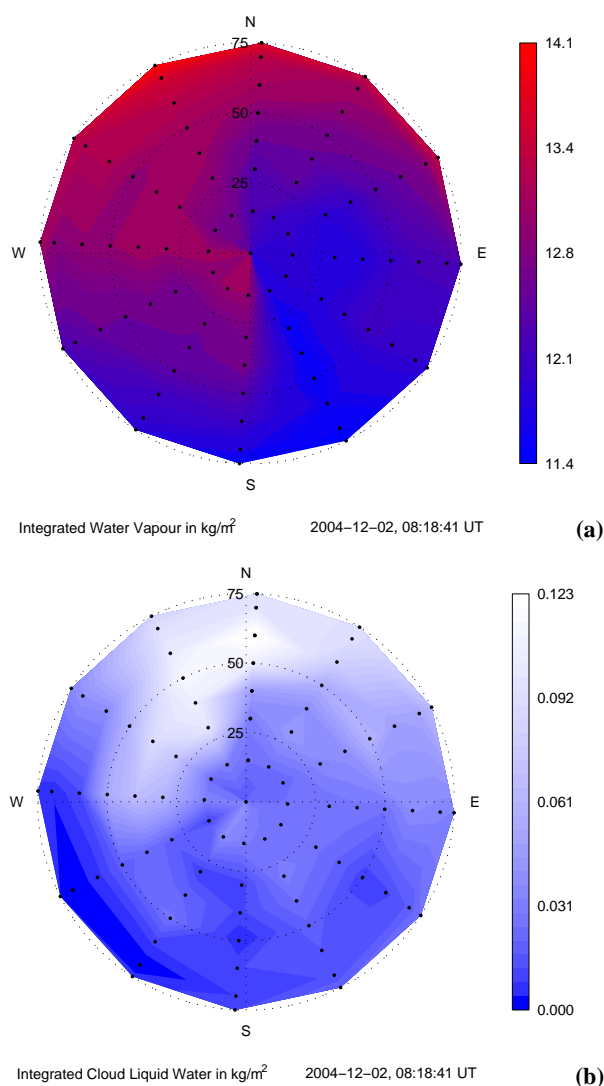 N
75
50
25
W
E
S
14.1
13.4
12.8
12.1
11.4
Integrated Water Vapour in kg/m² 2004−12−02, 08:18:41 UT (a)
N
75
50
25
W
E
S
0.123
0.092
0.061
0.031
0.000
Integrated Cloud Liquid Water in kg/m² 2004−12−02, 08:18:41 UT (b)